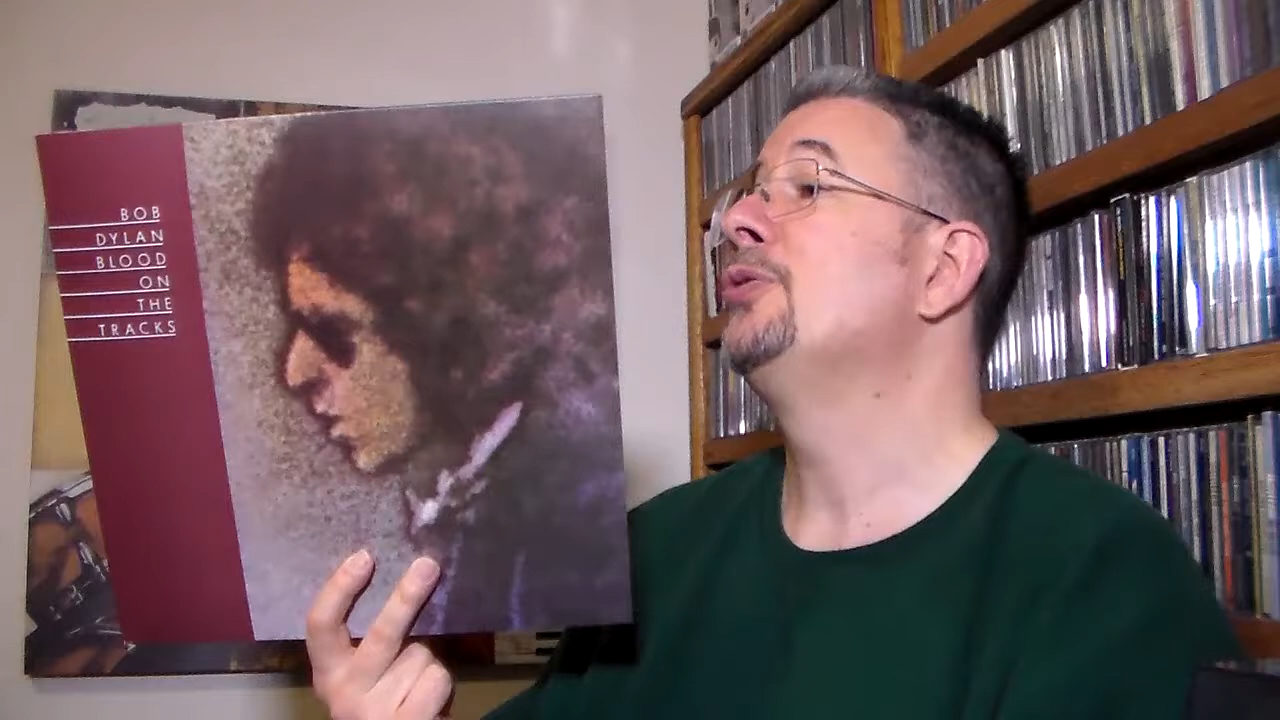 BOB
DYLAN
BLOOD
ON
THE
TRACKS